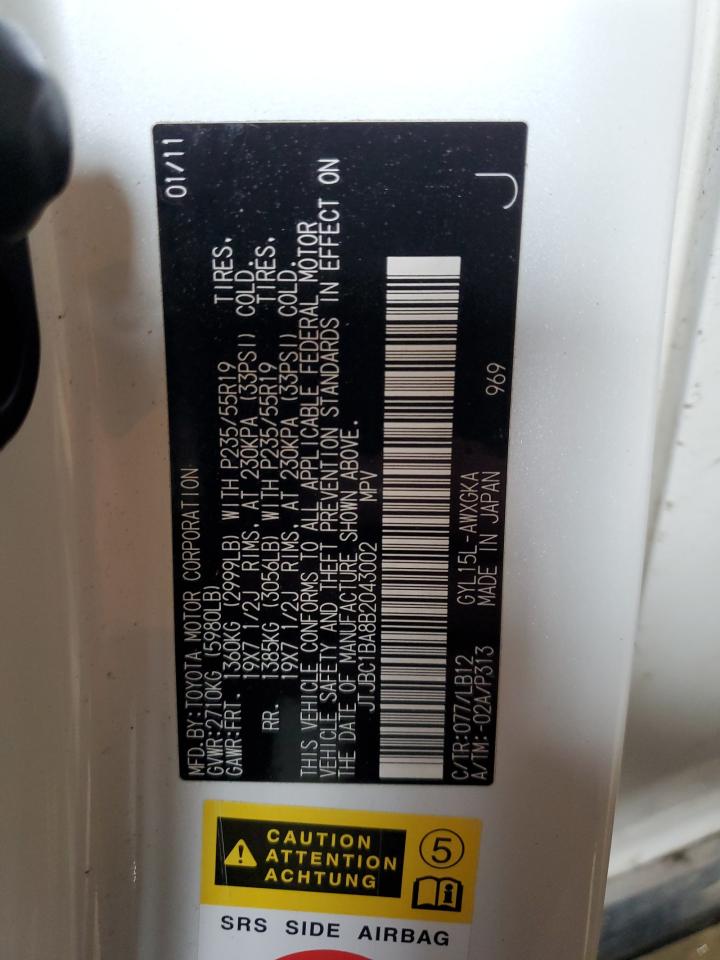 MFD.BY:TOYOTA MOTOR CORPORATION 01/11
GVWR:2710KG (5980LB)
GAWR:FRT. 1360KG (2999LB) WITH P235/55R19 TIRES,
19X7 1/2J RIMS, AT 230KPA (33PSI) COLD.
RR. 1385KG (3056LB) WITH P235/55R19 TIRES,
19X7 1/2J RIMS, AT 230KPA (33PSI) COLD.
THIS VEHICLE CONFORMS TO ALL APPLICABLE FEDERAL MOTOR
VEHICLE SAFETY AND THEFT PREVENTION STANDARDS IN EFFECT ON
THE DATE OF MANUFACTURE SHOWN ABOVE.
JTJBC1BA8B2043002 MPV
C/TR:077/LB12 GYL15L-AWXGKA
A/TM:-02A/P313 MADE IN JAPAN 969 J
CAUTION
ATTENTION
ACHTUNG
5
SRS SIDE AIRBAG